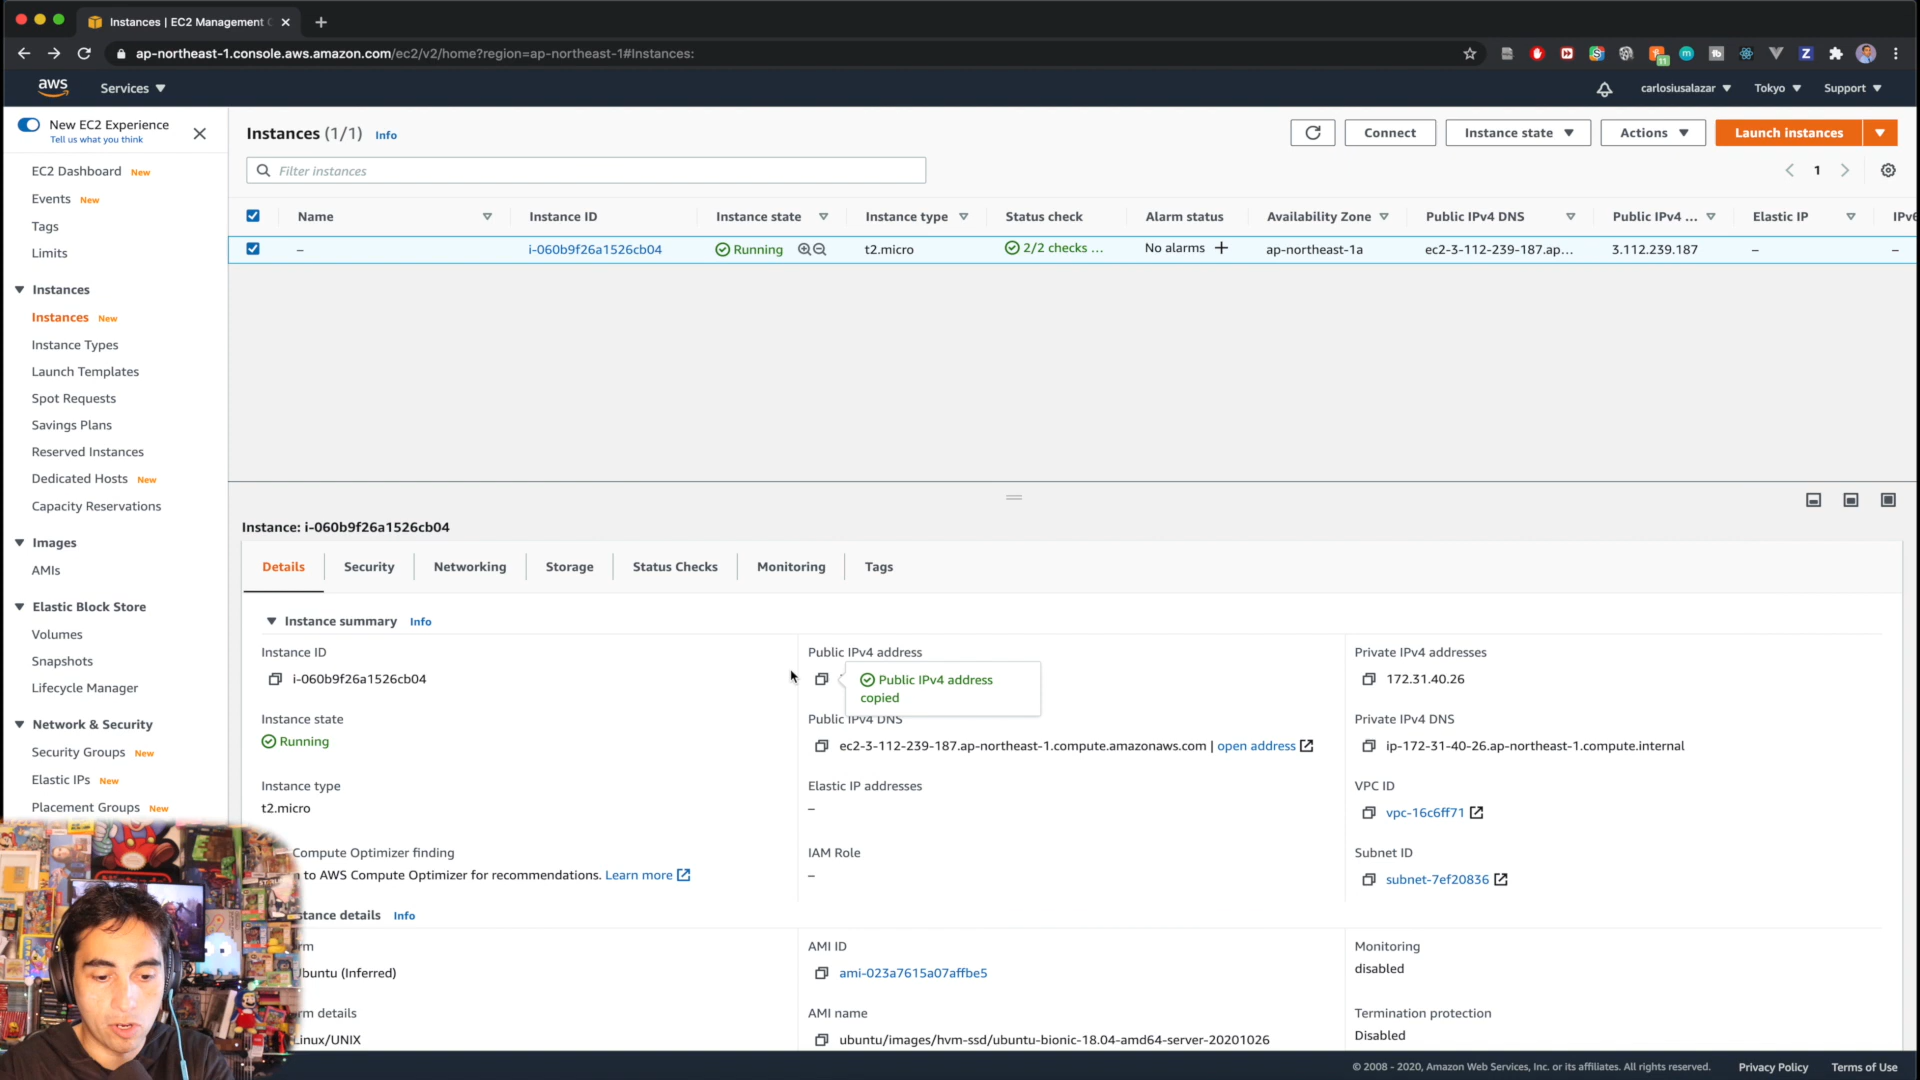 Instances | EC2 Management C
ap-northeast-1.console.aws.amazon.com/ec2/v2/home?region=ap-northeast-1#Instances:
11
aws
Services
carlosiusalazar
Tokyo
Support
New EC2 Experience
Tell us what you think
EC2 Dashboard New
Events New
Tags
Limits
Instances
Instances New
Instance Types
Launch Templates
Spot Requests
Savings Plans
Reserved Instances
Dedicated Hosts New
Capacity Reservations
Images
AMIs
Elastic Block Store
Volumes
Snapshots
Lifecycle Manager
Network & Security
Security Groups New
Elastic IPs New
Placement Groups New
Instances (1/1) Info
Connect
Instance state
Actions
Launch instances
Filter instances
1
Name Instance ID Instance state Instance type Status check Alarm status Availability Zone Public IPv4 DNS Public IPv4 ... Elastic IP IPv6
– i-060b9f26a1526cb04 Running t2.micro 2/2 checks ... No alarms + ap-northeast-1a ec2-3-112-239-187.ap... 3.112.239.187 – –
Instance: i-060b9f26a1526cb04
Details Security Networking Storage Status Checks Monitoring Tags
Instance summary Info
Instance ID
i-060b9f26a1526cb04
Public IPv4 address
Public IPv4 address
copied
Private IPv4 addresses
172.31.40.26
Instance state
Running
Public IPv4 DNS
ec2-3-112-239-187.ap-northeast-1.compute.amazonaws.com | open address
Private IPv4 DNS
ip-172-31-40-26.ap-northeast-1.compute.internal
Instance type
t2.micro
Elastic IP addresses
–
VPC ID
vpc-16c6ff71
Compute Optimizer finding
to AWS Compute Optimizer for recommendations. Learn more
IAM Role
–
Subnet ID
subnet-7ef20836
stance details Info
rm
Ubuntu (Inferred)
AMI ID
ami-023a7615a07affbe5
Monitoring
disabled
rm details
Linux/UNIX
AMI name
ubuntu/images/hvm-ssd/ubuntu-bionic-18.04-amd64-server-20201026
Termination protection
Disabled
© 2008 - 2020, Amazon Web Services, Inc. or its affiliates. All rights reserved. Privacy Policy Terms of Use